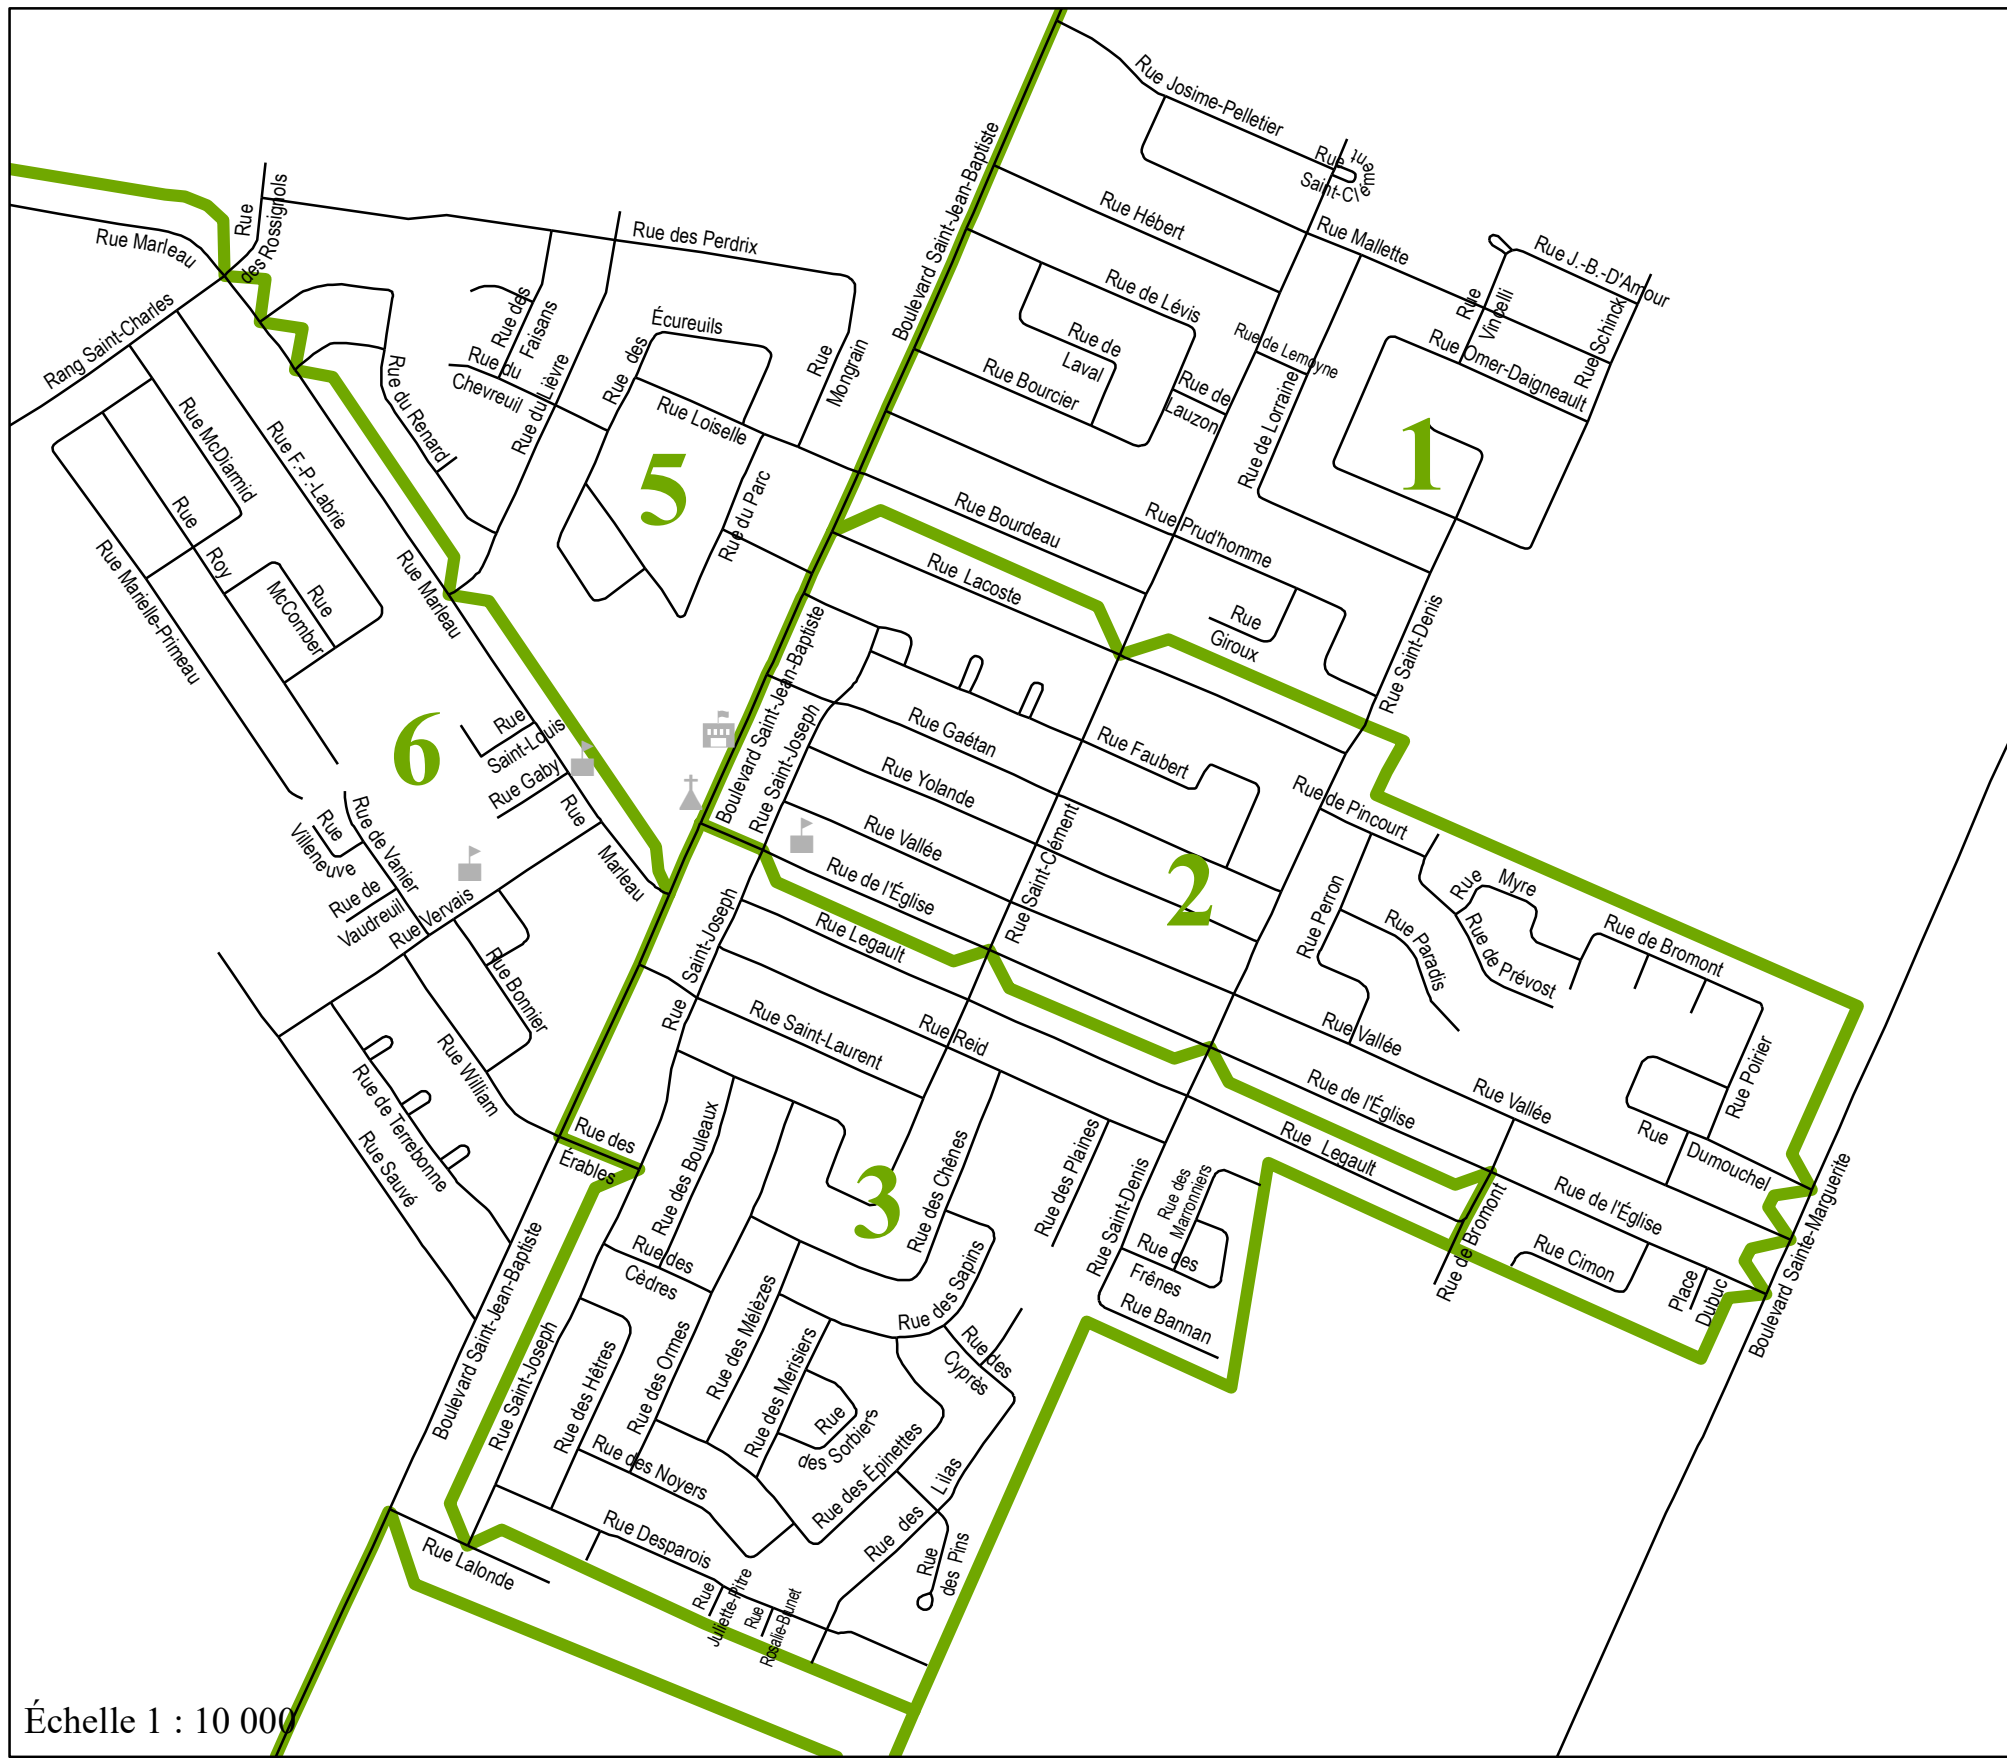 Rue Josime-Pelletier
Rue
Saint-Clément
Boulevard Saint-Jean-Baptiste
Rue Hébert
Rue Mallette
Rue J.-B.-D'Amour
Rue
Vincelli
Rue Schinck
Rue Omer-Daigneault
Rue de Lévis
Rue de Lemoyne
Rue de
Laval
Rue Bourcier
Rue de
Lauzon
Rue de Lorraine
1
Rue Bourdeau
Rue Prud'homme
Rue Lacoste
Rue
Giroux
Rue Saint-Denis
Rue Marleau
Rue
des Rossignols
Rue des Perdrix
Rang Saint-Charles
Rue des
Faisans
Rue du
Chevreuil
Rue du Lièvre
Rue des
Écureuils
Rue
Mongrain
Rue Loiselle
Rue du Renard
5
Rue du Parc
Rue McDiarmid
Rue F.-P.-Labrie
Rue
Roy
Rue
McComber
Rue Marielle-Primeau
Rue Marleau
6
Rue
Saint-Louis
Rue Gaby
Rue
Marleau
Rue
Villeneuve
Rue de Vanier
Rue de
Vaudreuil
Rue Vervais
Rue Bonnier
Rue William
Rue de Terrebonne
Rue Sauvé
Boulevard Saint-Jean-Baptiste
Rue Saint-Joseph
Rue Gaétan
Rue Faubert
Rue Yolande
Rue Vallée
Rue de l'Église
Rue Saint-Clément
2
Rue de Pincourt
Rue Perron
Rue Paradis
Rue
Myre
Rue de Prévost
Rue de Bromont
Rue Poirier
Rue Vallée
Rue Vallée
Rue
Dumouchel
Rue de l'Église
Rue de l'Église
Boulevard Sainte-Marguerite
Rue Cimon
Place
Dubuc
Rue de Bromont
Rue Legault
Rue Legault
Rue
Saint-Joseph
Rue Reid
Rue Saint-Laurent
Rue des
Érables
Rue des Bouleaux
3
Rue des Chênes
Rue des Plaines
Rue Saint-Denis
Rue des
Marronniers
Rue des
Frênes
Rue Bannan
Rue des
Cèdres
Rue des Sapins
Rue des
Cyprès
Rue des Mélèzes
Rue des Merisiers
Rue des Ormes
Rue des Hêtres
Rue Saint-Joseph
Boulevard Saint-Jean-Baptiste
Rue
des Sorbiers
Rue des Noyers
Rue des Épinettes
Rue des
Lilas
Rue
des Pins
Rue Desparois
Rue Lalonde
Rue
Juliette-Pitre
Rue
Rosalie-Brunet
Échelle 1 : 10 000